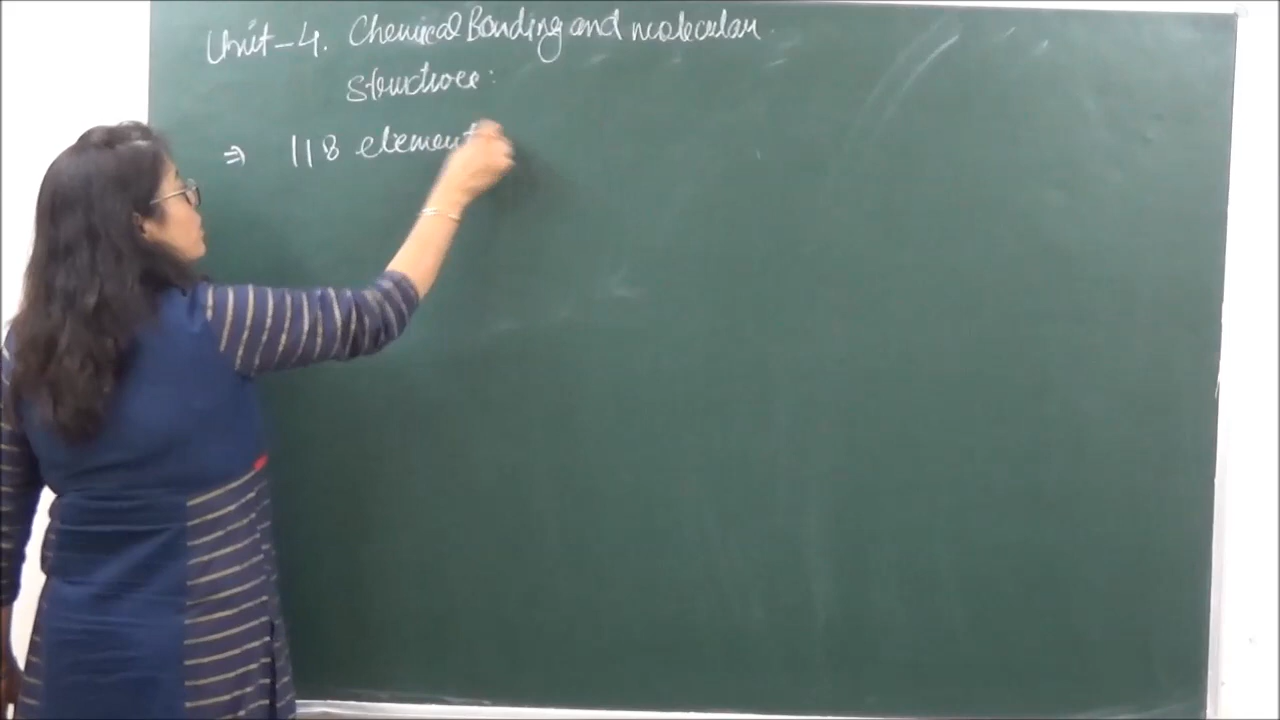 Unit-4. Chemical Bonding and molecular
structure:
⇒ 118 element